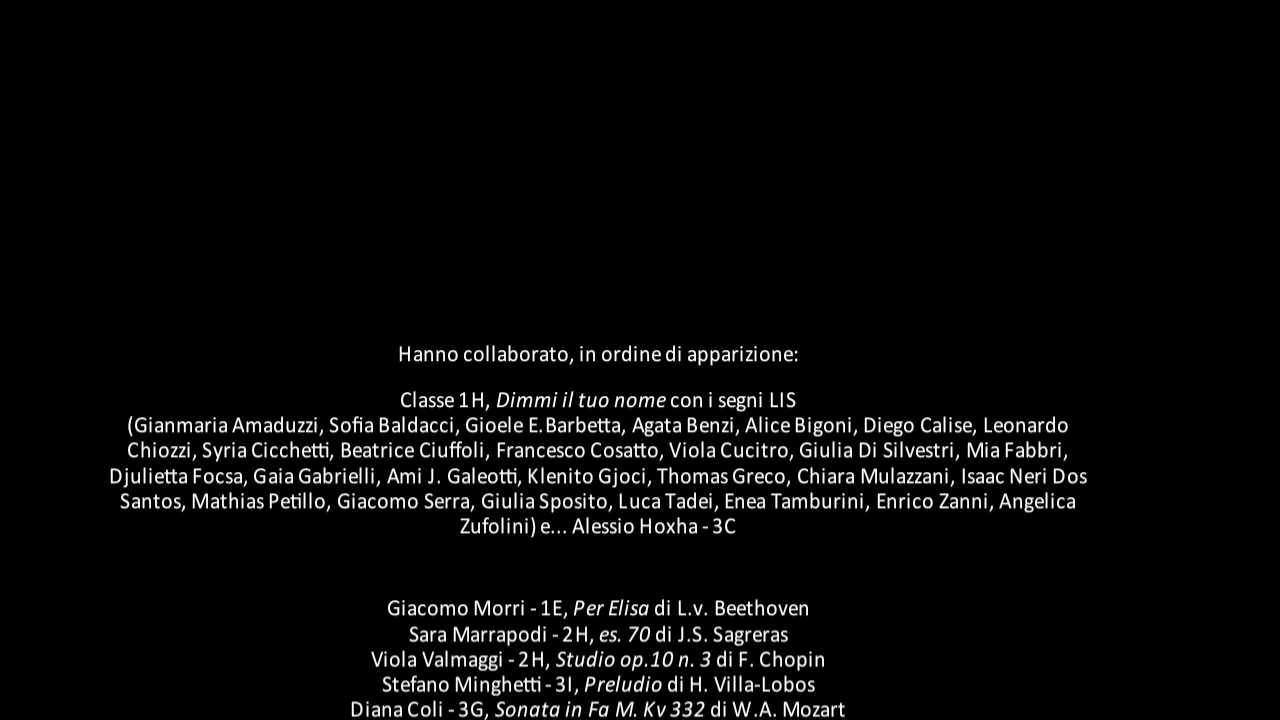 Hanno collaborato, in ordine di apparizione:
Classe 1H, Dimmi il tuo nome con i segni LIS
(Gianmaria Amaduzzi, Sofia Baldacci, Gioele E.Barbetta, Agata Benzi, Alice Bigoni, Diego Calise, Leonardo
Chiozzi, Syria Cicchetti, Beatrice Ciuffoli, Francesco Cosatto, Viola Cucitro, Giulia Di Silvestri, Mia Fabbri,
Djulietta Focsa, Gaia Gabrielli, Ami J. Galeotti, Klenito Gjoci, Thomas Greco, Chiara Mulazzani, Isaac Neri Dos
Santos, Mathias Petillo, Giacomo Serra, Giulia Sposito, Luca Tadei, Enea Tamburini, Enrico Zanni, Angelica
Zufolini) e... Alessio Hoxha - 3C
Giacomo Morri - 1E, Per Elisa di L.v. Beethoven
Sara Marrapodi - 2H, es. 70 di J.S. Sagreras
Viola Valmaggi - 2H, Studio op.10 n. 3 di F. Chopin
Stefano Minghetti - 3I, Preludio di H. Villa-Lobos
Diana Coli - 3G, Sonata in Fa M. Kv 332 di W.A. Mozart